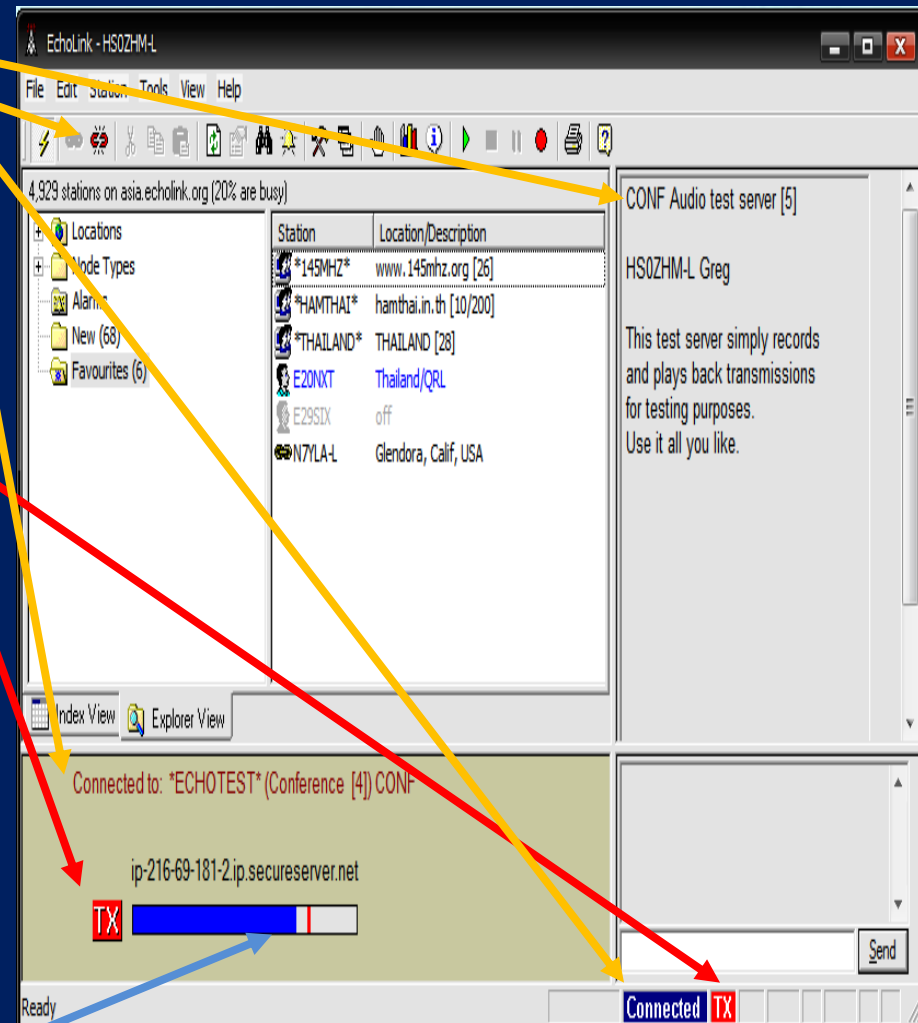 EchoLink - HS0ZHM-L
File Edit Station Tools View Help
4,929 stations on asia.echolink.org (20% are busy)
Locations
Node Types
Alarms
New (68)
Favourites (6)
Station Location/Description
*145MHZ* www.145mhz.org [26]
*HAMTHAI* hamthai.in.th [10/200]
*THAILAND* THAILAND [28]
E20NXT Thailand/QRL
E29SIX off
N7YLA-L Glendora, Calif, USA
Index View Explorer View
CONF Audio test server [5]
HS0ZHM-L Greg
This test server simply records
and plays back transmissions
for testing purposes.
Use it all you like.
Connected to: *ECHOTEST* (Conference [4]) CONF
ip-216-69-181-2.ip.secureserver.net
TX
Send
Ready Connected TX